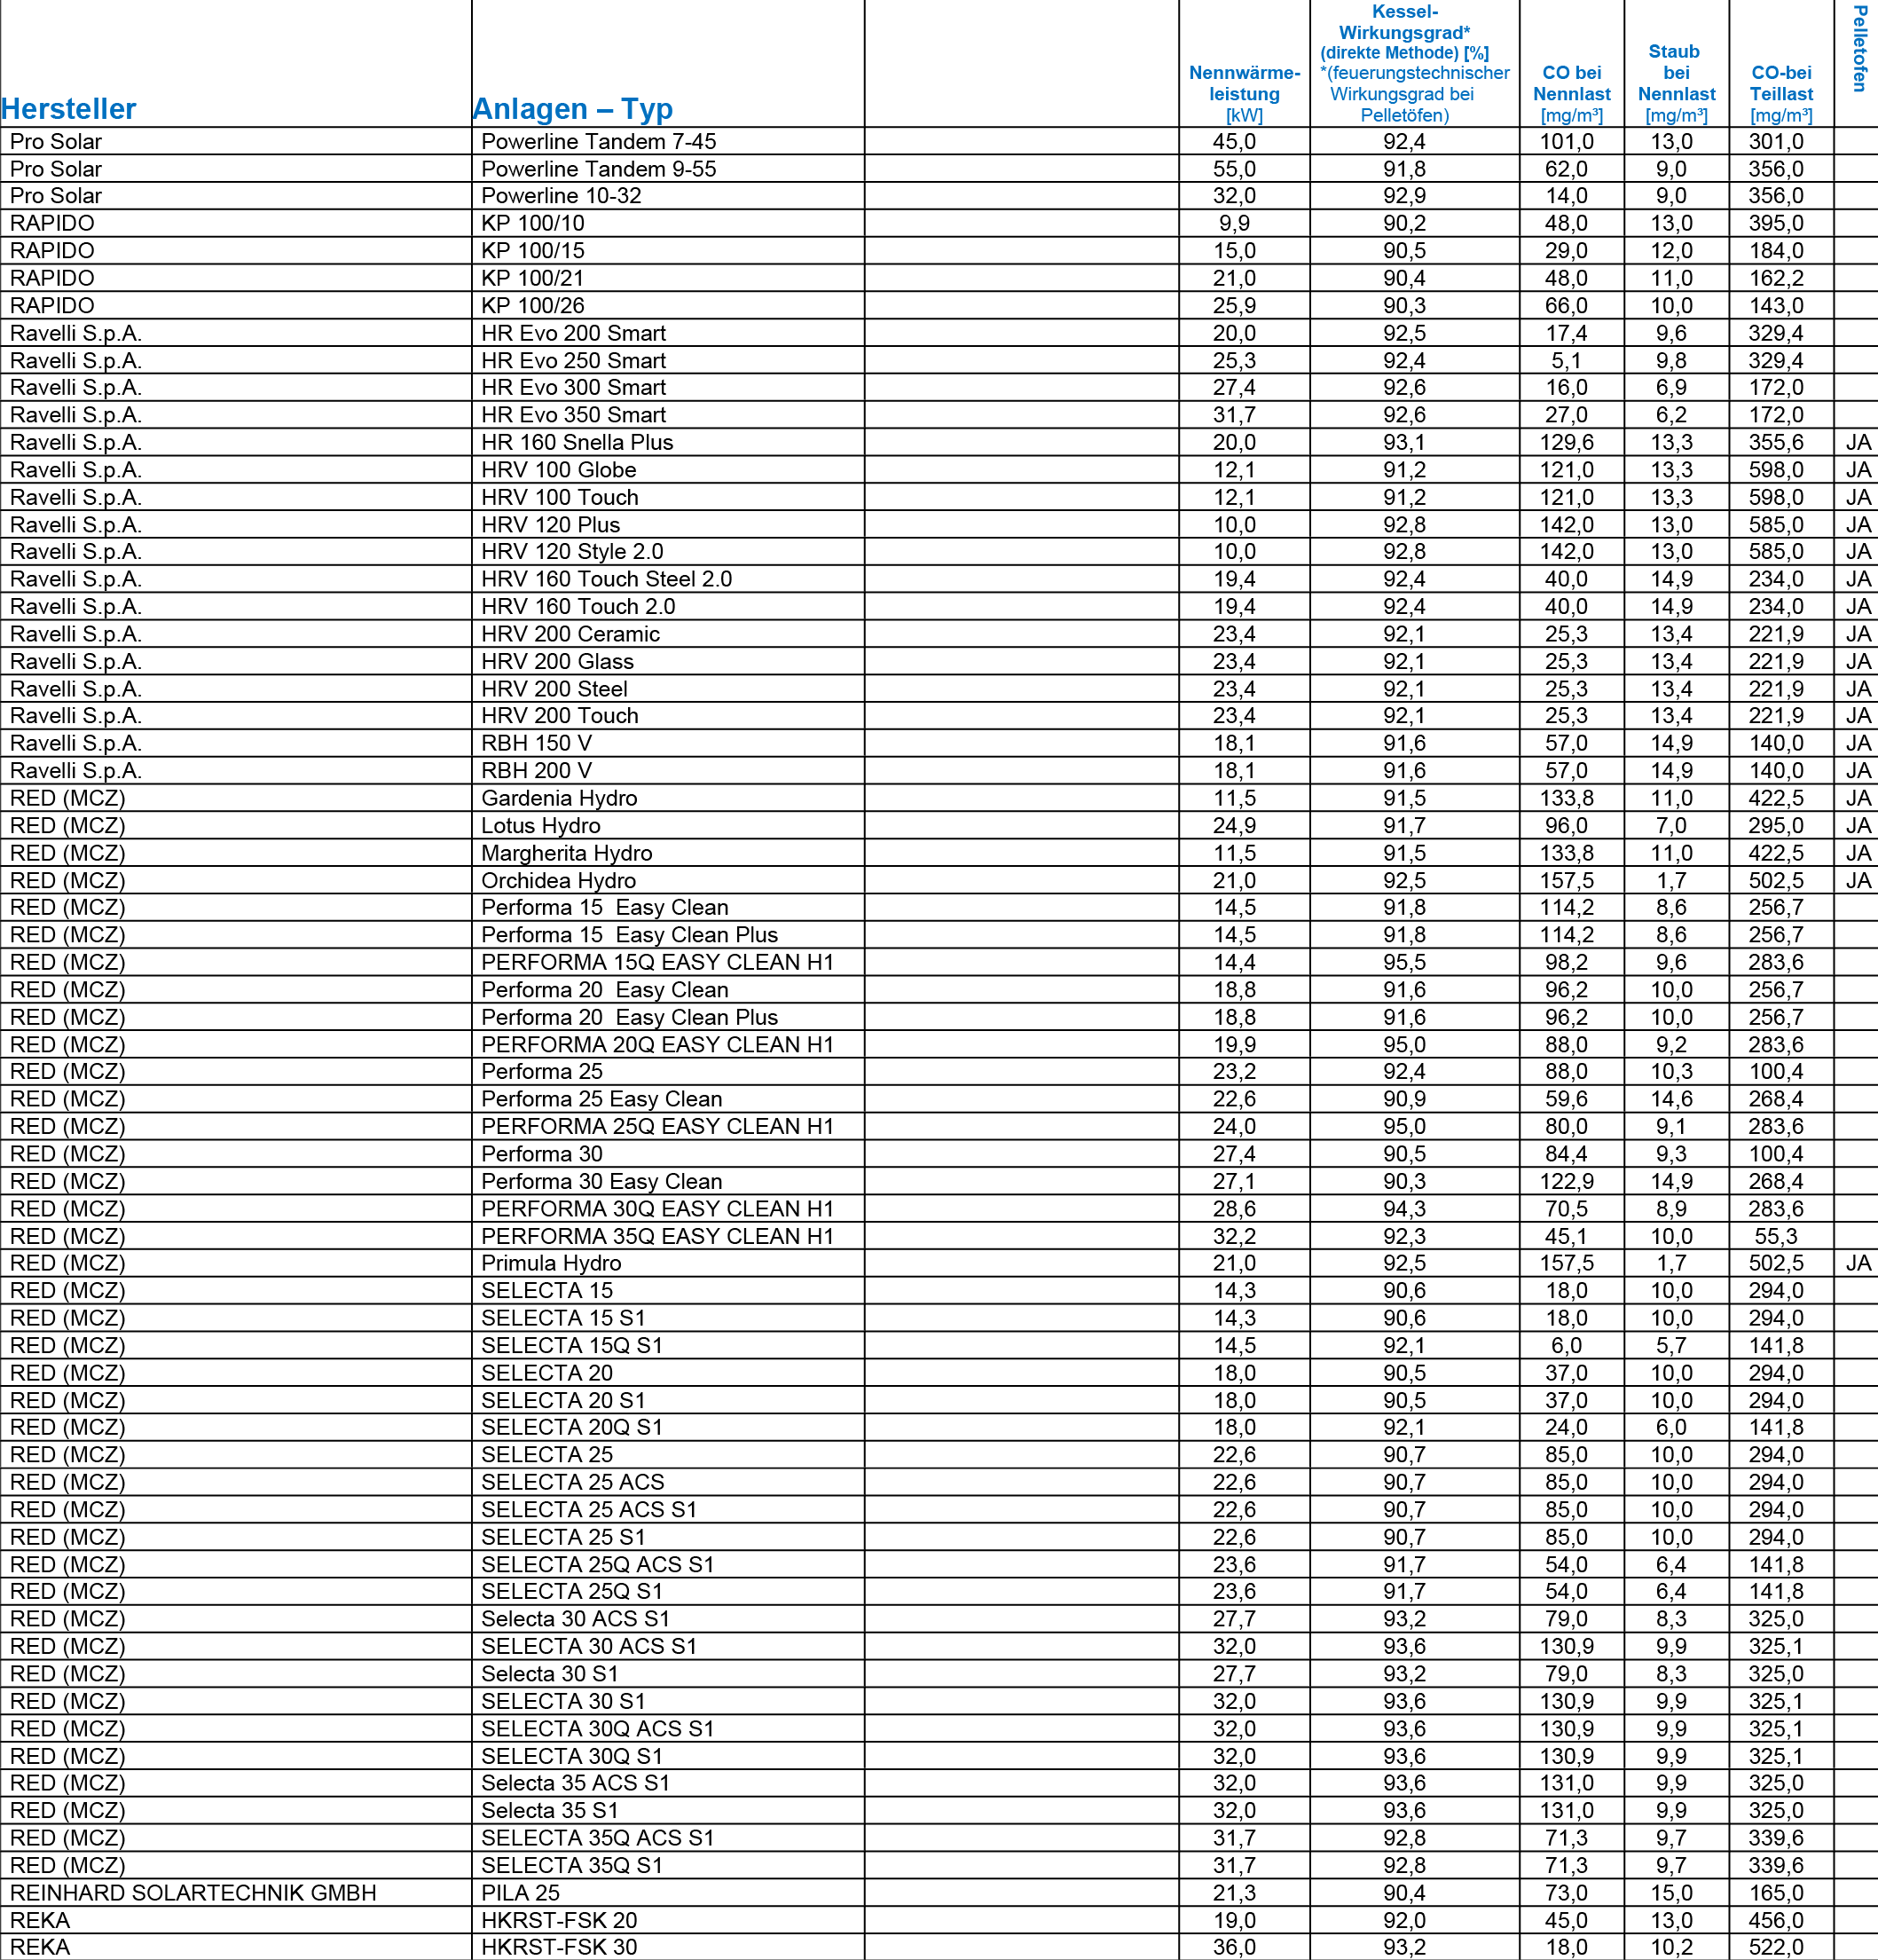 Hersteller Anlagen – Typ Nennwärme-leistung [kW] Kessel-Wirkungsgrad* (direkte Methode) [%] *(feuerungstechnischer Wirkungsgrad bei Pelletöfen) CO bei Nennlast [mg/m³] Staub bei Nennlast [mg/m³] CO-bei Teillast [mg/m³] Pelletofen
Pro Solar Powerline Tandem 7-45 45,0 92,4 101,0 13,0 301,0
Pro Solar Powerline Tandem 9-55 55,0 91,8 62,0 9,0 356,0
Pro Solar Powerline 10-32 32,0 92,9 14,0 9,0 356,0
RAPIDO KP 100/10 9,9 90,2 48,0 13,0 395,0
RAPIDO KP 100/15 15,0 90,5 29,0 12,0 184,0
RAPIDO KP 100/21 21,0 90,4 48,0 11,0 162,2
RAPIDO KP 100/26 25,9 90,3 66,0 10,0 143,0
Ravelli S.p.A. HR Evo 200 Smart 20,0 92,5 17,4 9,6 329,4
Ravelli S.p.A. HR Evo 250 Smart 25,3 92,4 5,1 9,8 329,4
Ravelli S.p.A. HR Evo 300 Smart 27,4 92,6 16,0 6,9 172,0
Ravelli S.p.A. HR Evo 350 Smart 31,7 92,6 27,0 6,2 172,0
Ravelli S.p.A. HR 160 Snella Plus 20,0 93,1 129,6 13,3 355,6 JA
Ravelli S.p.A. HRV 100 Globe 12,1 91,2 121,0 13,3 598,0 JA
Ravelli S.p.A. HRV 100 Touch 12,1 91,2 121,0 13,3 598,0 JA
Ravelli S.p.A. HRV 120 Plus 10,0 92,8 142,0 13,0 585,0 JA
Ravelli S.p.A. HRV 120 Style 2.0 10,0 92,8 142,0 13,0 585,0 JA
Ravelli S.p.A. HRV 160 Touch Steel 2.0 19,4 92,4 40,0 14,9 234,0 JA
Ravelli S.p.A. HRV 160 Touch 2.0 19,4 92,4 40,0 14,9 234,0 JA
Ravelli S.p.A. HRV 200 Ceramic 23,4 92,1 25,3 13,4 221,9 JA
Ravelli S.p.A. HRV 200 Glass 23,4 92,1 25,3 13,4 221,9 JA
Ravelli S.p.A. HRV 200 Steel 23,4 92,1 25,3 13,4 221,9 JA
Ravelli S.p.A. HRV 200 Touch 23,4 92,1 25,3 13,4 221,9 JA
Ravelli S.p.A. RBH 150 V 18,1 91,6 57,0 14,9 140,0 JA
Ravelli S.p.A. RBH 200 V 18,1 91,6 57,0 14,9 140,0 JA
RED (MCZ) Gardenia Hydro 11,5 91,5 133,8 11,0 422,5 JA
RED (MCZ) Lotus Hydro 24,9 91,7 96,0 7,0 295,0 JA
RED (MCZ) Margherita Hydro 11,5 91,5 133,8 11,0 422,5 JA
RED (MCZ) Orchidea Hydro 21,0 92,5 157,5 1,7 502,5 JA
RED (MCZ) Performa 15  Easy Clean 14,5 91,8 114,2 8,6 256,7
RED (MCZ) Performa 15  Easy Clean Plus 14,5 91,8 114,2 8,6 256,7
RED (MCZ) PERFORMA 15Q EASY CLEAN H1 14,4 95,5 98,2 9,6 283,6
RED (MCZ) Performa 20  Easy Clean 18,8 91,6 96,2 10,0 256,7
RED (MCZ) Performa 20  Easy Clean Plus 18,8 91,6 96,2 10,0 256,7
RED (MCZ) PERFORMA 20Q EASY CLEAN H1 19,9 95,0 88,0 9,2 283,6
RED (MCZ) Performa 25 23,2 92,4 88,0 10,3 100,4
RED (MCZ) Performa 25 Easy Clean 22,6 90,9 59,6 14,6 268,4
RED (MCZ) PERFORMA 25Q EASY CLEAN H1 24,0 95,0 80,0 9,1 283,6
RED (MCZ) Performa 30 27,4 90,5 84,4 9,3 100,4
RED (MCZ) Performa 30 Easy Clean 27,1 90,3 122,9 14,9 268,4
RED (MCZ) PERFORMA 30Q EASY CLEAN H1 28,6 94,3 70,5 8,9 283,6
RED (MCZ) PERFORMA 35Q EASY CLEAN H1 32,2 92,3 45,1 10,0 55,3
RED (MCZ) Primula Hydro 21,0 92,5 157,5 1,7 502,5 JA
RED (MCZ) SELECTA 15 14,3 90,6 18,0 10,0 294,0
RED (MCZ) SELECTA 15 S1 14,3 90,6 18,0 10,0 294,0
RED (MCZ) SELECTA 15Q S1 14,5 92,1 6,0 5,7 141,8
RED (MCZ) SELECTA 20 18,0 90,5 37,0 10,0 294,0
RED (MCZ) SELECTA 20 S1 18,0 90,5 37,0 10,0 294,0
RED (MCZ) SELECTA 20Q S1 18,0 92,1 24,0 6,0 141,8
RED (MCZ) SELECTA 25 22,6 90,7 85,0 10,0 294,0
RED (MCZ) SELECTA 25 ACS 22,6 90,7 85,0 10,0 294,0
RED (MCZ) SELECTA 25 ACS S1 22,6 90,7 85,0 10,0 294,0
RED (MCZ) SELECTA 25 S1 22,6 90,7 85,0 10,0 294,0
RED (MCZ) SELECTA 25Q ACS S1 23,6 91,7 54,0 6,4 141,8
RED (MCZ) SELECTA 25Q S1 23,6 91,7 54,0 6,4 141,8
RED (MCZ) Selecta 30 ACS S1 27,7 93,2 79,0 8,3 325,0
RED (MCZ) SELECTA 30 ACS S1 32,0 93,6 130,9 9,9 325,1
RED (MCZ) Selecta 30 S1 27,7 93,2 79,0 8,3 325,0
RED (MCZ) SELECTA 30 S1 32,0 93,6 130,9 9,9 325,1
RED (MCZ) SELECTA 30Q ACS S1 32,0 93,6 130,9 9,9 325,1
RED (MCZ) SELECTA 30Q S1 32,0 93,6 130,9 9,9 325,1
RED (MCZ) Selecta 35 ACS S1 32,0 93,6 131,0 9,9 325,0
RED (MCZ) Selecta 35 S1 32,0 93,6 131,0 9,9 325,0
RED (MCZ) SELECTA 35Q ACS S1 31,7 92,8 71,3 9,7 339,6
RED (MCZ) SELECTA 35Q S1 31,7 92,8 71,3 9,7 339,6
REINHARD SOLARTECHNIK GMBH PILA 25 21,3 90,4 73,0 15,0 165,0
REKA HKRST-FSK 20 19,0 92,0 45,0 13,0 456,0
REKA HKRST-FSK 30 36,0 93,2 18,0 10,2 522,0